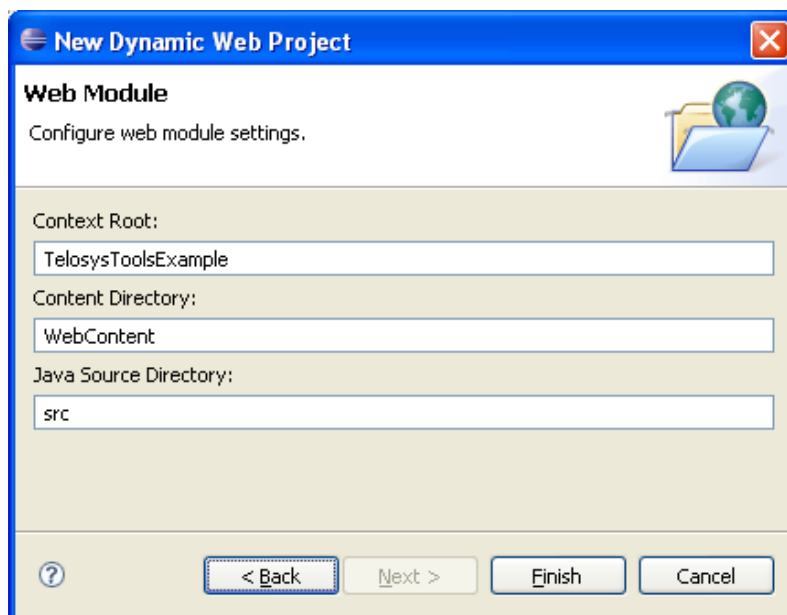 New Dynamic Web Project
Web Module
Configure web module settings.
Context Root:
TelosysToolsExample
Content Directory:
WebContent
Java Source Directory:
src
? < Back Next > Finish Cancel